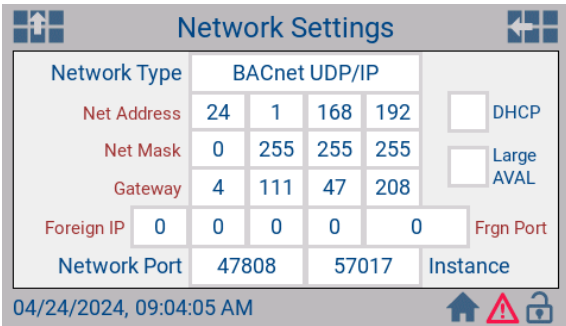 Network Settings
Network Type BACnet UDP/IP
Net Address 24 1 168 192 DHCP
Net Mask 0 255 255 255 Large AVAL
Gateway 4 111 47 208
Foreign IP 0 0 0 0 0 Frgn Port
Network Port 47808 57017 Instance
04/24/2024, 09:04:05 AM